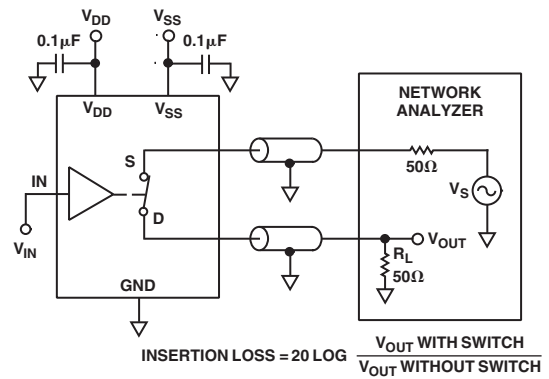 VDD
VSS
0.1µF
0.1µF
VDD
VSS
NETWORK
ANALYZER
S
50Ω
VS
IN
D
VOUT
VIN
RL
50Ω
GND
INSERTION LOSS = 20 LOG VOUT WITH SWITCH
VOUT WITHOUT SWITCH